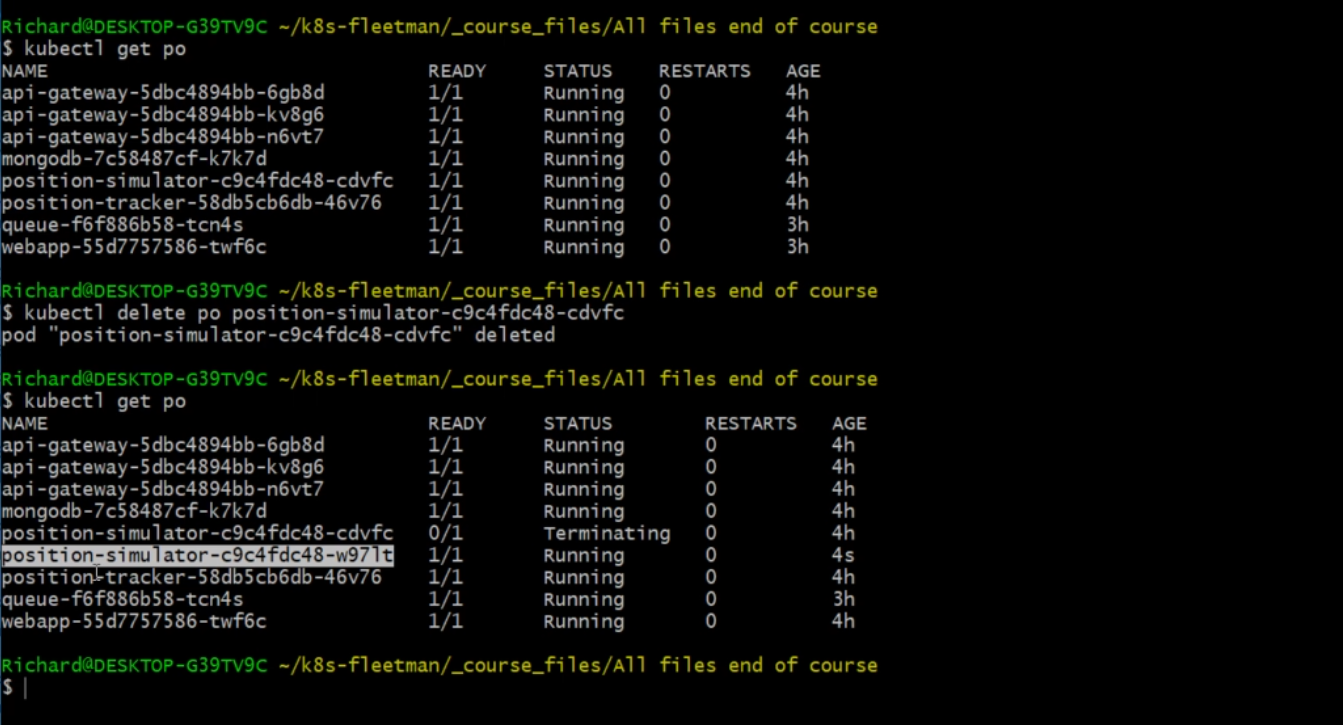 Richard@DESKTOP-G39TV9C ~/k8s-fleetman/_course_files/All files end of course
$ kubectl get po
NAME READY STATUS RESTARTS AGE
api-gateway-5dbc4894bb-6gb8d 1/1 Running 0 4h
api-gateway-5dbc4894bb-kv8g6 1/1 Running 0 4h
api-gateway-5dbc4894bb-n6vt7 1/1 Running 0 4h
mongodb-7c58487cf-k7k7d 1/1 Running 0 4h
position-simulator-c9c4fdc48-cdvfc 1/1 Running 0 4h
position-tracker-58db5cb6db-46v76 1/1 Running 0 4h
queue-f6f886b58-tcn4s 1/1 Running 0 3h
webapp-55d7757586-twf6c 1/1 Running 0 3h
Richard@DESKTOP-G39TV9C ~/k8s-fleetman/_course_files/All files end of course
$ kubectl delete po position-simulator-c9c4fdc48-cdvfc
pod "position-simulator-c9c4fdc48-cdvfc" deleted
Richard@DESKTOP-G39TV9C ~/k8s-fleetman/_course_files/All files end of course
$ kubectl get po
NAME READY STATUS RESTARTS AGE
api-gateway-5dbc4894bb-6gb8d 1/1 Running 0 4h
api-gateway-5dbc4894bb-kv8g6 1/1 Running 0 4h
api-gateway-5dbc4894bb-n6vt7 1/1 Running 0 4h
mongodb-7c58487cf-k7k7d 1/1 Running 0 4h
position-simulator-c9c4fdc48-cdvfc 0/1 Terminating 0 4h
position-simulator-c9c4fdc48-w97lt 1/1 Running 0 4s
position-tracker-58db5cb6db-46v76 1/1 Running 0 4h
queue-f6f886b58-tcn4s 1/1 Running 0 3h
webapp-55d7757586-twf6c 1/1 Running 0 4h
Richard@DESKTOP-G39TV9C ~/k8s-fleetman/_course_files/All files end of course
$